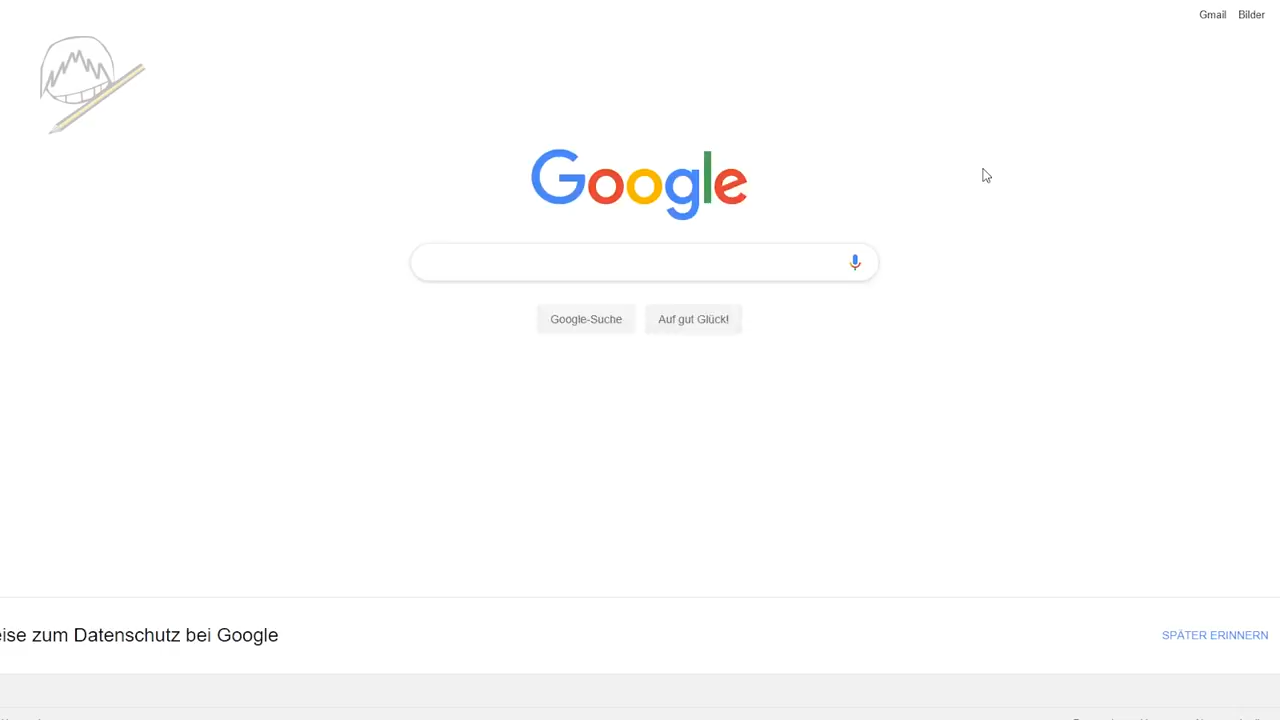 Gmail Bilder
Google
Google-Suche Auf gut Glück!
eise zum Datenschutz bei Google SPÄTER ERINNERN